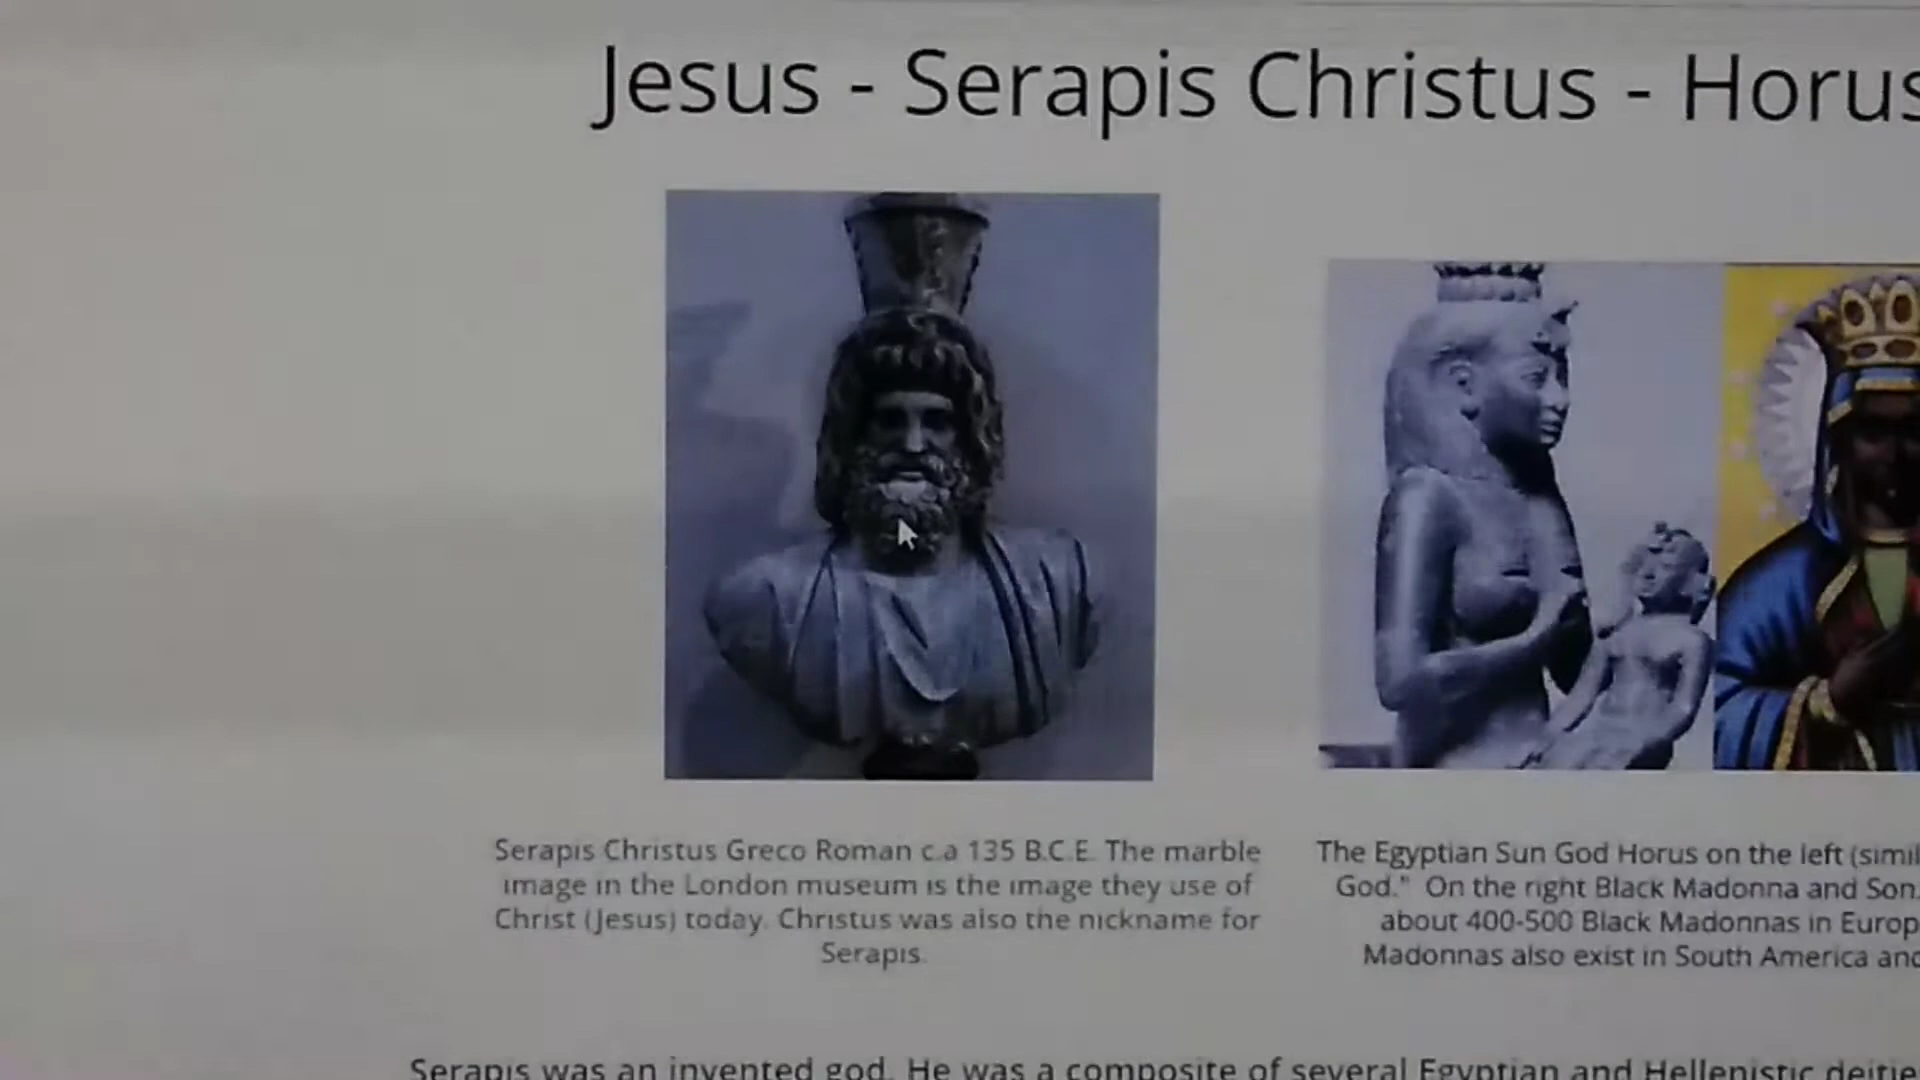 Jesus - Serapis Christus - Horus
Serapis Christus Greco Roman c.a 135 B.C.E. The marble
image in the London museum is the image they use of
Christ (Jesus) today. Christus was also the nickname for
Serapis.
The Egyptian Sun God Horus on the left (simil
God." On the right Black Madonna and Son.
about 400-500 Black Madonnas in Europ
Madonnas also exist in South America and
Serapis was an invented god. He was a composite of several Egyptian and Hellenistic deitie